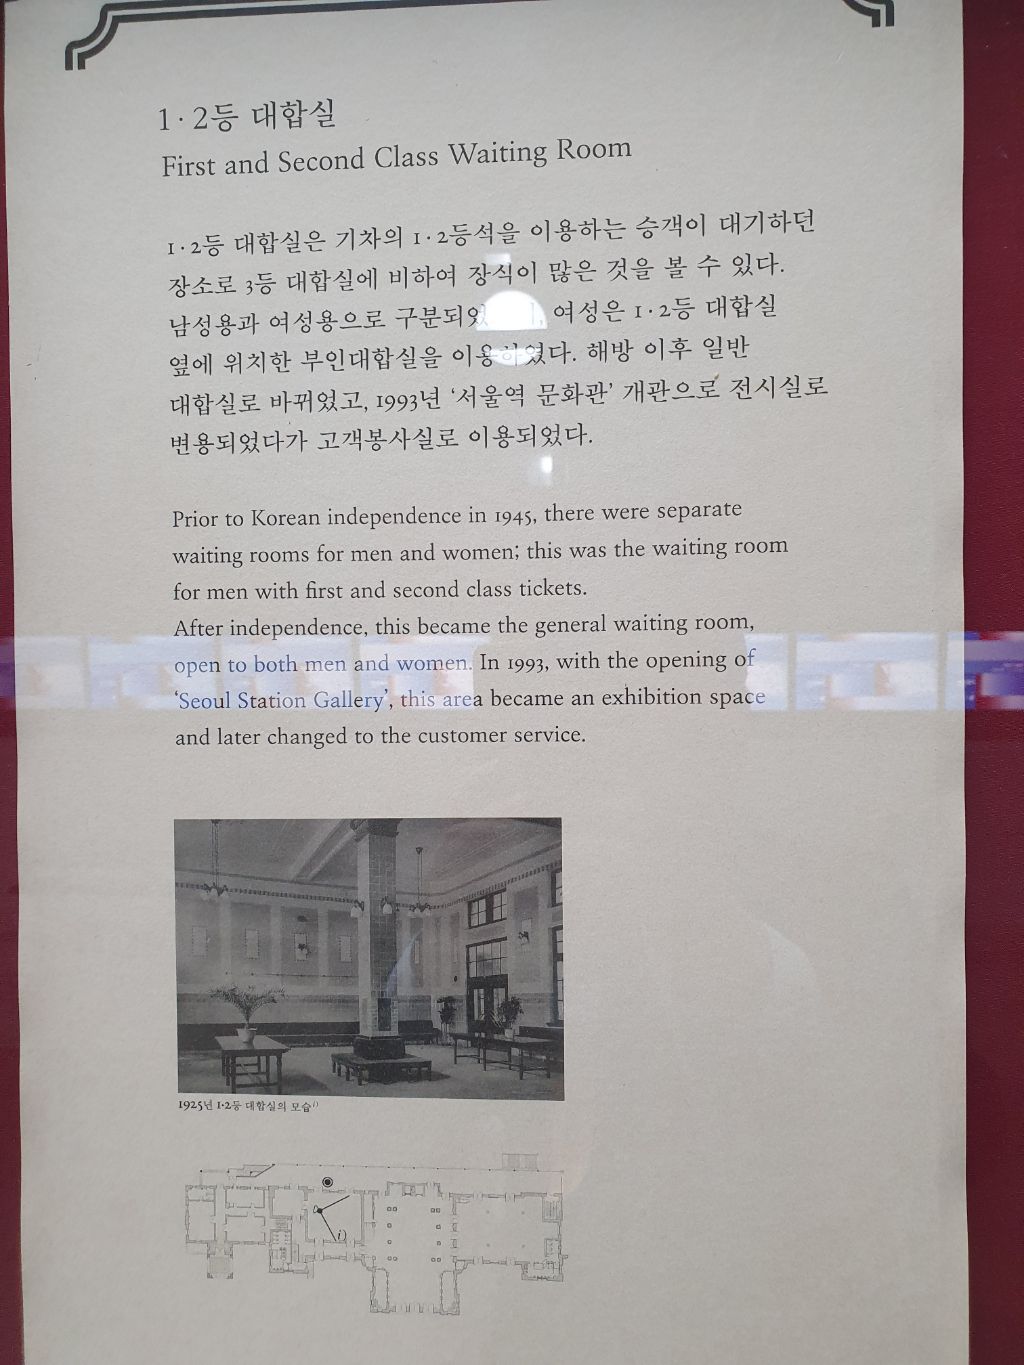 1·2등 대합실
First and Second Class Waiting Room
1·2등 대합실은 기차의 1·2등석을 이용하는 승객이 대기하던
장소로 3등 대합실에 비하여 장식이 많은 것을 볼 수 있다.
남성용과 여성용으로 구분되었 여성은 1·2등 대합실
옆에 위치한 부인대합실을 이용하였다. 해방 이후 일반
대합실로 바뀌었고, 1993년 ‘서울역 문화관’ 개관으로 전시실로
변용되었다가 고객봉사실로 이용되었다.
Prior to Korean independence in 1945, there were separate
waiting rooms for men and women; this was the waiting room
for men with first and second class tickets.
After independence, this became the general waiting room,
open to both men and women. In 1993, with the opening of
‘Seoul Station Gallery’, this area became an exhibition space
and later changed to the customer service.
1925년 1·2등 대합실의 모습i)
i)